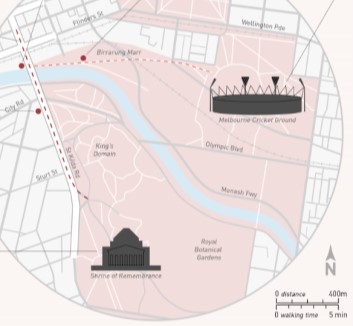 Flinders St
Wellington Pde
Birrarung Marr
Melbourne Cricket Ground
City Rd
King's
Domain
Olympic Blvd
St Kilda Rd
Sturt St
Monash Fwy
Royal
Botanical
Gardens
Shrine of Remembrance
N
0 distance 400m
0 walking time 5 min